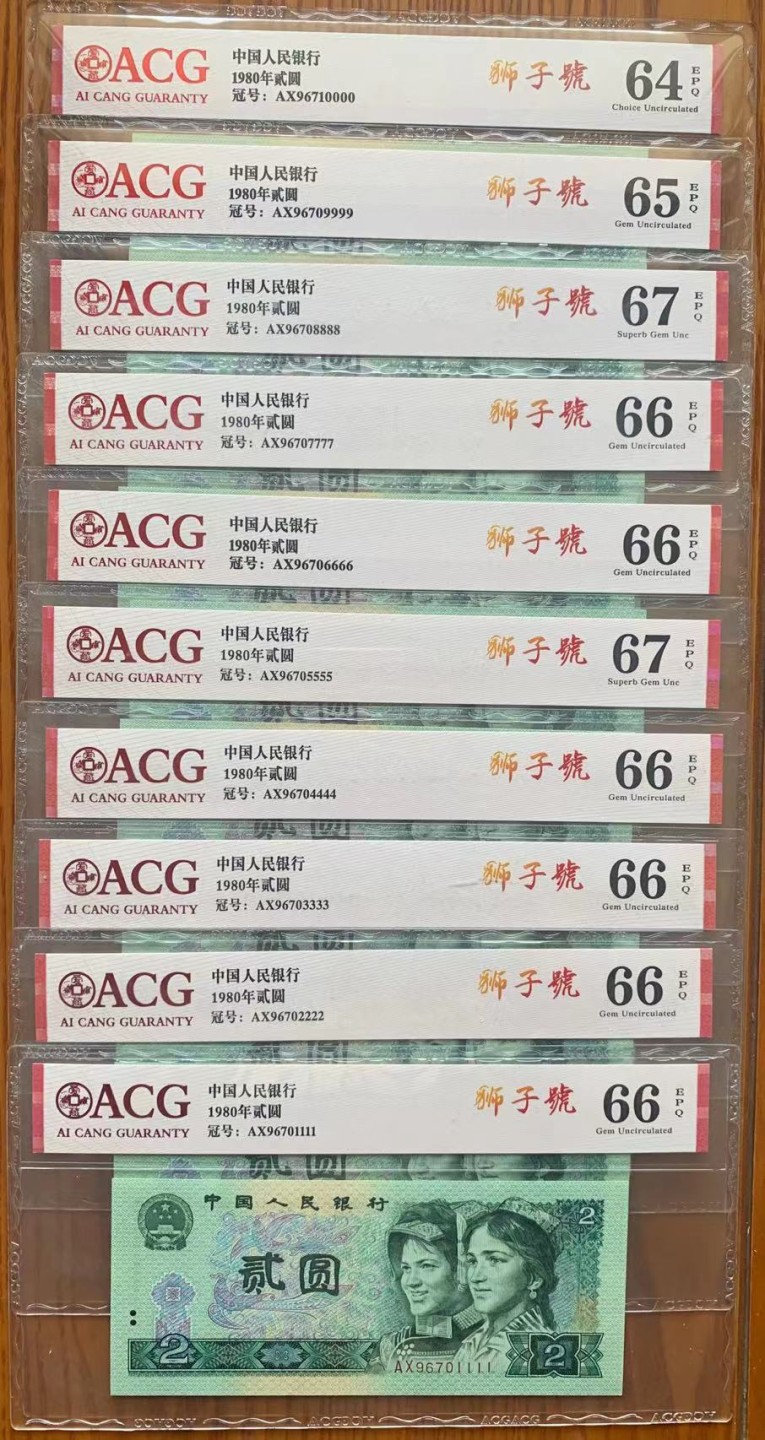 ACG
AI CANG GUARANTY
中国人民银行
1980年贰圆
冠号：AX96710000
狮子號
64 EPQ
Choice Uncirculated
ACG
AI CANG GUARANTY
中国人民银行
1980年贰圆
冠号：AX96709999
狮子號
65 EPQ
Gem Uncirculated
ACG
AI CANG GUARANTY
中国人民银行
1980年贰圆
冠号：AX96708888
狮子號
67 EPQ
Superb Gem Unc
ACG
AI CANG GUARANTY
中国人民银行
1980年贰圆
冠号：AX96707777
狮子號
66 EPQ
Gem Uncirculated
ACG
AI CANG GUARANTY
中国人民银行
1980年贰圆
冠号：AX96706666
狮子號
66 EPQ
Gem Uncirculated
ACG
AI CANG GUARANTY
中国人民银行
1980年贰圆
冠号：AX96705555
狮子號
67 EPQ
Superb Gem Unc
ACG
AI CANG GUARANTY
中国人民银行
1980年贰圆
冠号：AX96704444
狮子號
66 EPQ
Gem Uncirculated
ACG
AI CANG GUARANTY
中国人民银行
1980年贰圆
冠号：AX96703333
狮子號
66 EPQ
Gem Uncirculated
ACG
AI CANG GUARANTY
中国人民银行
1980年贰圆
冠号：AX96702222
狮子號
66 EPQ
Gem Uncirculated
ACG
AI CANG GUARANTY
中国人民银行
1980年贰圆
冠号：AX96701111
狮子號
66 EPQ
Gem Uncirculated
中国人民银行
2
贰圆
2
AX96701111
2